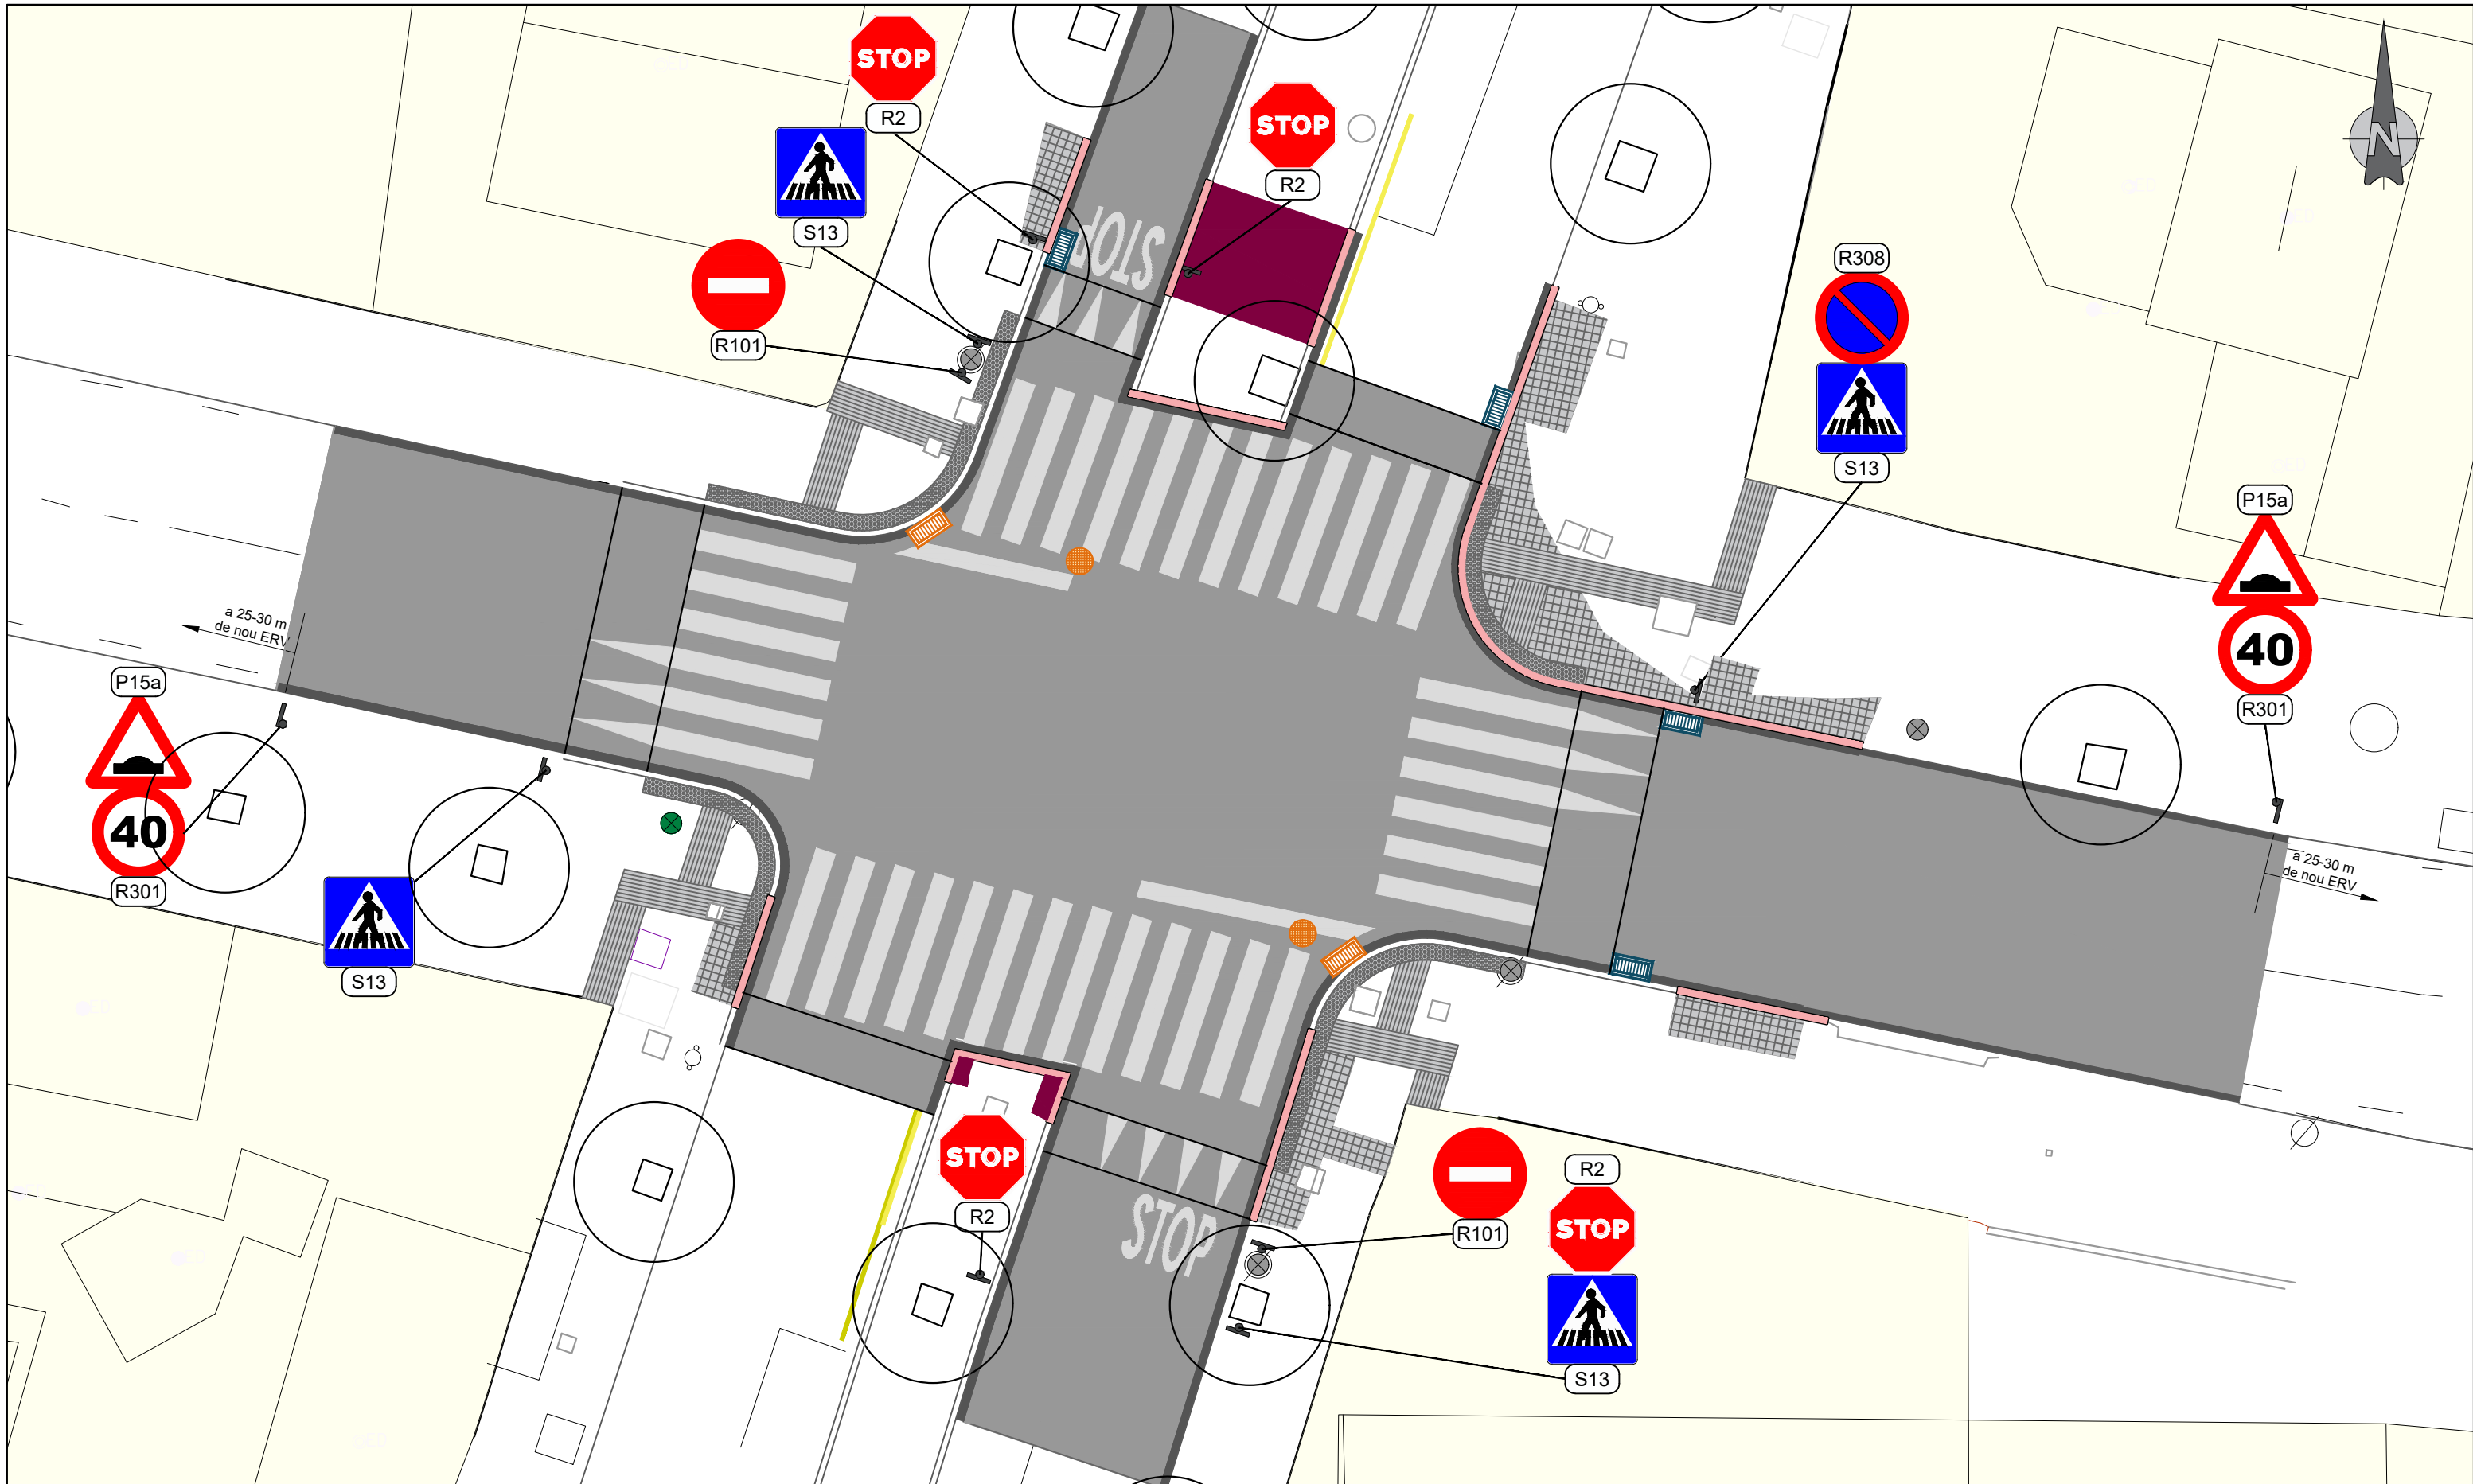 STOP
R2
STOP
R2
S13
R101
STOP
N
R308
S13
P15a
40
R301
a 25-30 m
de nou ERV
P15a
40
R301
S13
a 25-30 m
de nou ERV
STOP
R2
STOP
R101
R2
STOP
S13